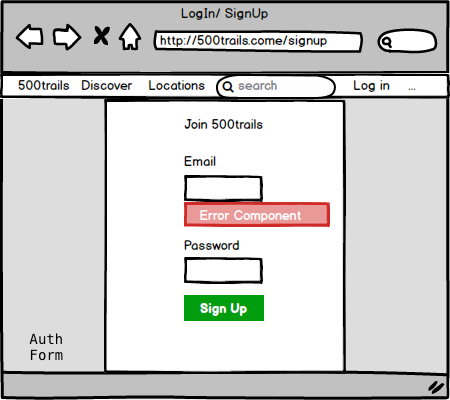 LogIn/ SignUp
http://500trails.come/signup
500trails Discover Locations search Log in ...
Join 500trails
Email
Error Component
Password
Sign Up
Auth
Form